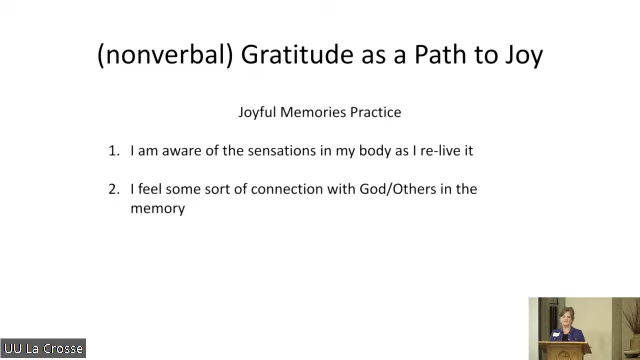 (nonverbal) Gratitude as a Path to Joy
Joyful Memories Practice
1. I am aware of the sensations in my body as I re-live it
2. I feel some sort of connection with God/Others in the
memory
UU La Crosse